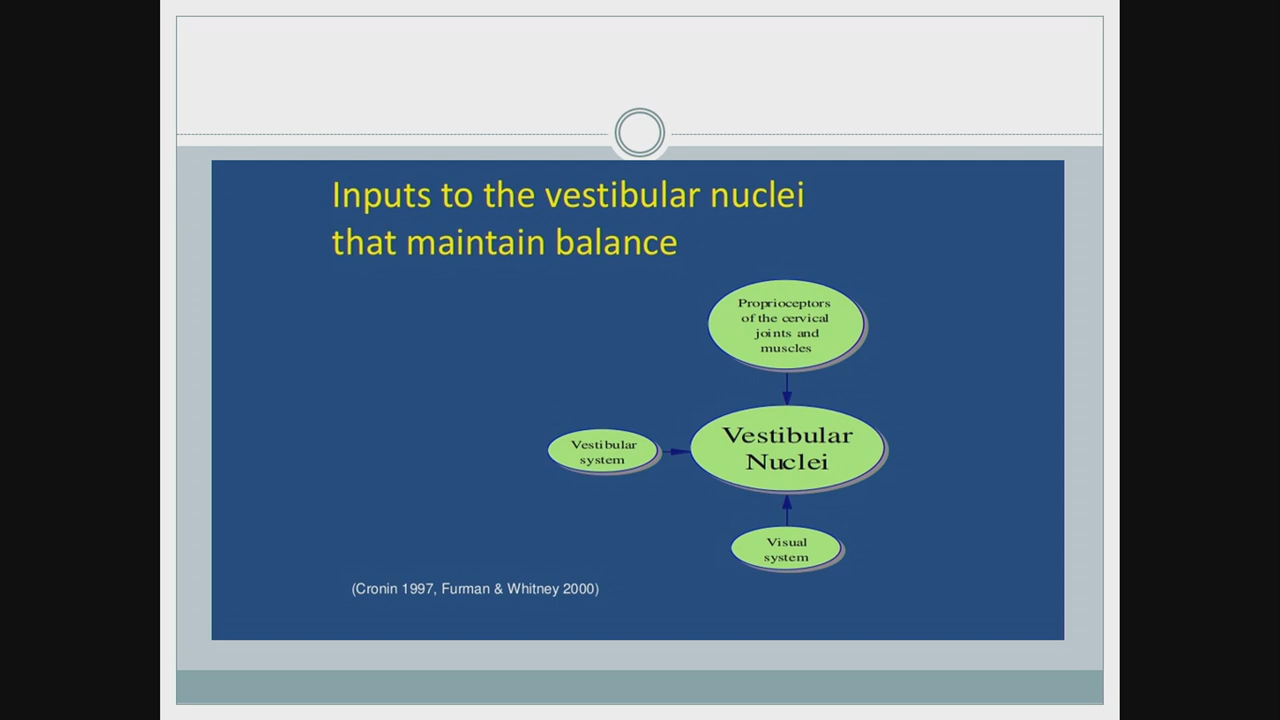 Inputs to the vestibular nuclei
that maintain balance
Proprioceptors
of the cervical
joints and
muscles
Vestibular
Nuclei
Vestibular
system
Visual
system
(Cronin 1997, Furman & Whitney 2000)